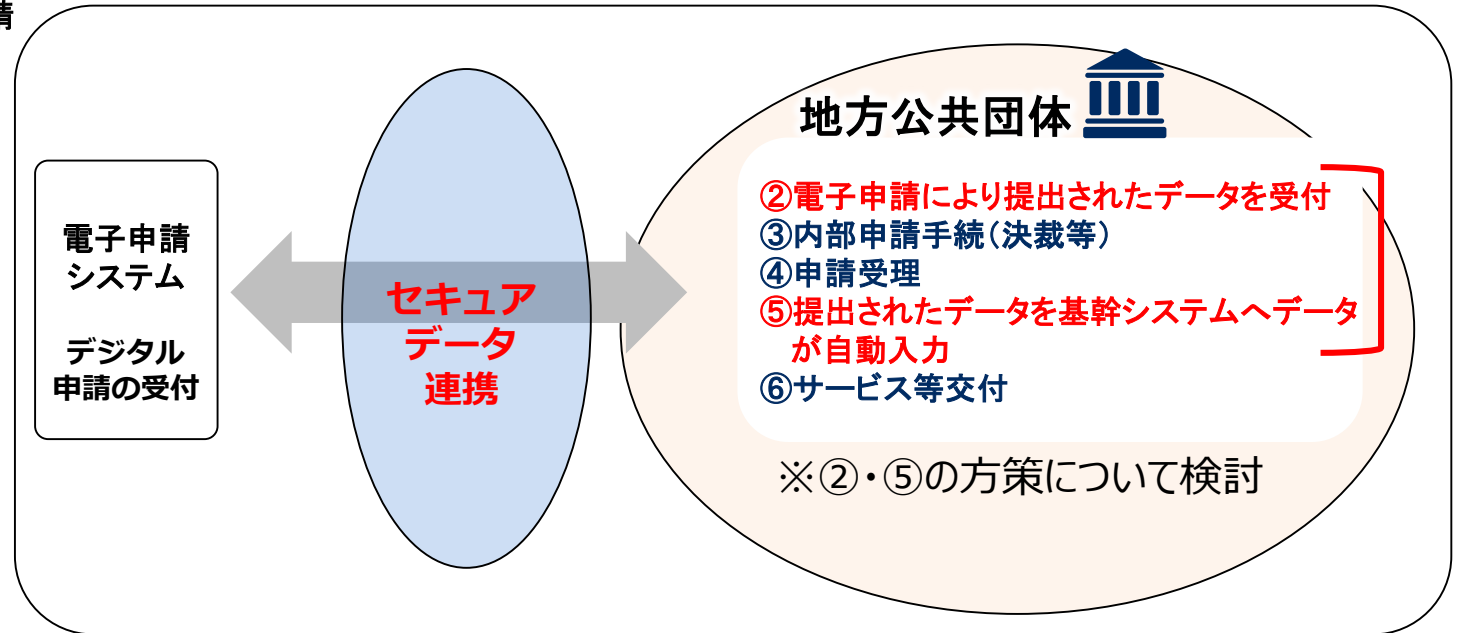 請
電子申請
システム
デジタル
申請の受付
セキュア
データ
連携
地方公共団体
②電子申請により提出されたデータを受付
③内部申請手続(決裁等)
④申請受理
⑤提出されたデータを基幹システムへデータ
が自動入力
⑥サービス等交付
※②・⑤の方策について検討